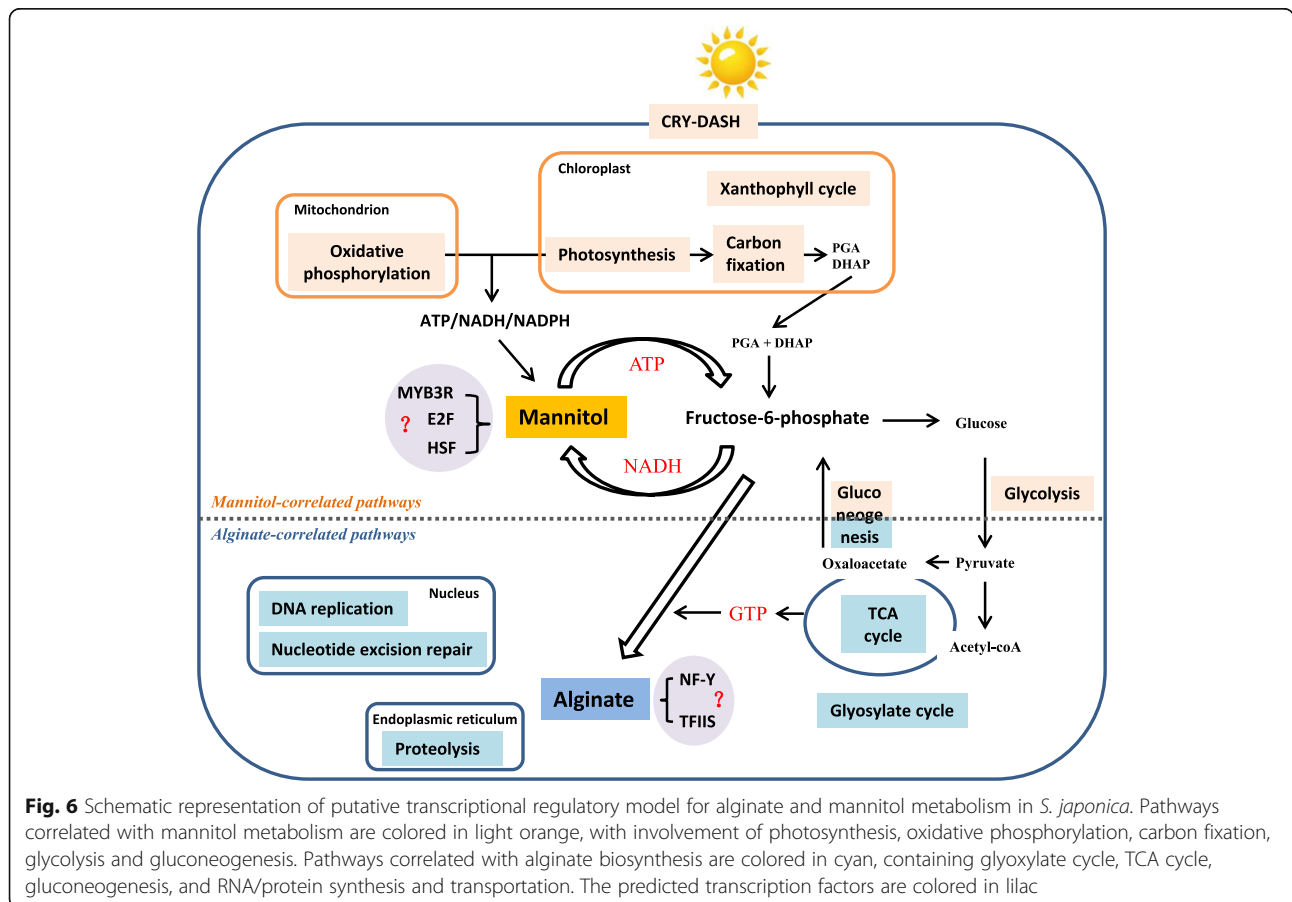 CRY-DASH
Chloroplast
Xanthophyll cycle
Mitochondrion
Oxidative
phosphorylation
Photosynthesis
Carbon
fixation
PGA
DHAP
ATP/NADH/NADPH
PGA + DHAP
ATP
MYB3R
? E2F
HSF
Mannitol
Fructose-6-phosphate
Glucose
NADH
Mannitol-correlated pathways
Gluco
neoge
nesis
Glycolysis
Alginate-correlated pathways
Oxaloacetate
Pyruvate
Nucleus
DNA replication
Nucleotide excision repair
GTP
TCA
cycle
Acetyl-coA
Alginate
NF-Y
?
TFIIS
Glyosylate cycle
Endoplasmic reticulum
Proteolysis
Fig. 6 Schematic representation of putative transcriptional regulatory model for alginate and mannitol metabolism in S. japonica. Pathways
correlated with mannitol metabolism are colored in light orange, with involvement of photosynthesis, oxidative phosphorylation, carbon fixation,
glycolysis and gluconeogenesis. Pathways correlated with alginate biosynthesis are colored in cyan, containing glyoxylate cycle, TCA cycle,
gluconeogenesis, and RNA/protein synthesis and transportation. The predicted transcription factors are colored in lilac